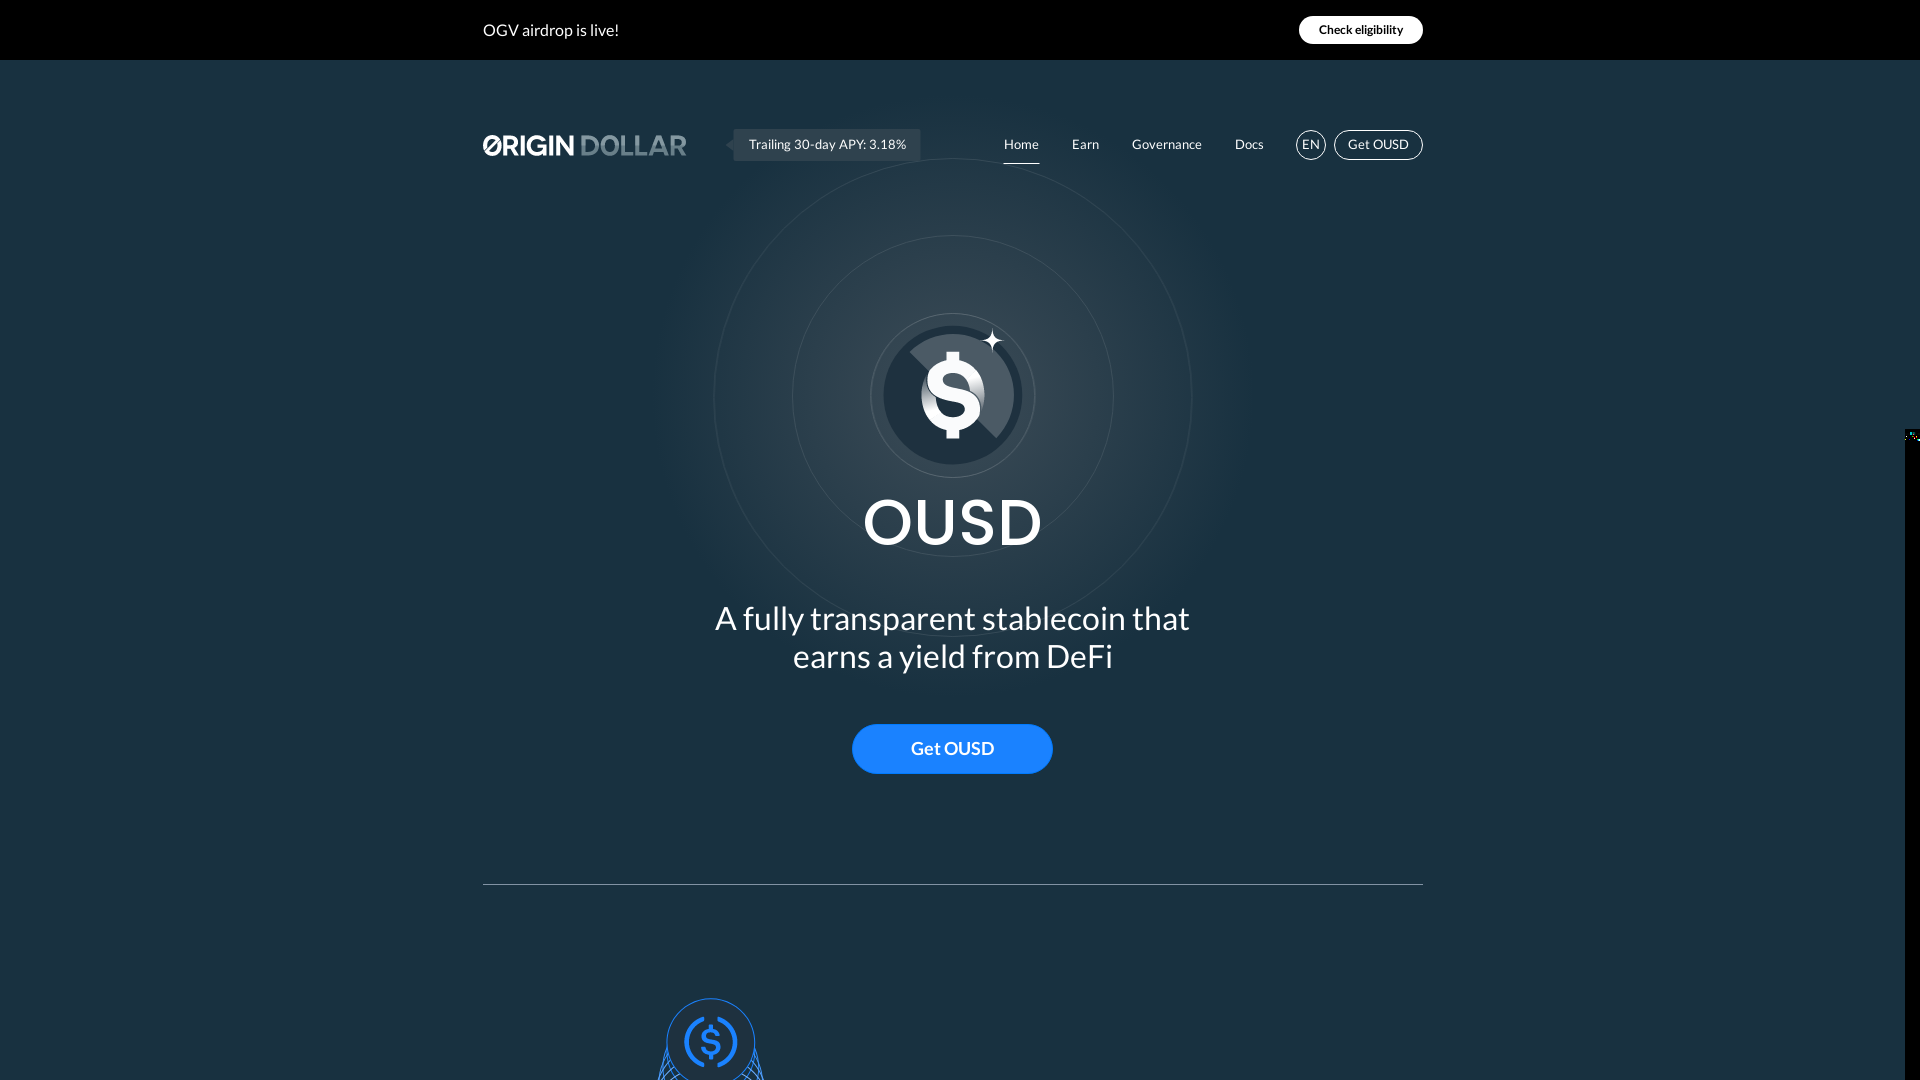 OGV airdrop is live!
Check eligibility
ORIGIN DOLLAR
Trailing 30-day APY: 3.18%
Home
Earn
Governance
Docs
EN
Get OUSD
OUSD
A fully transparent stablecoin that
earns a yield from DeFi
Get OUSD